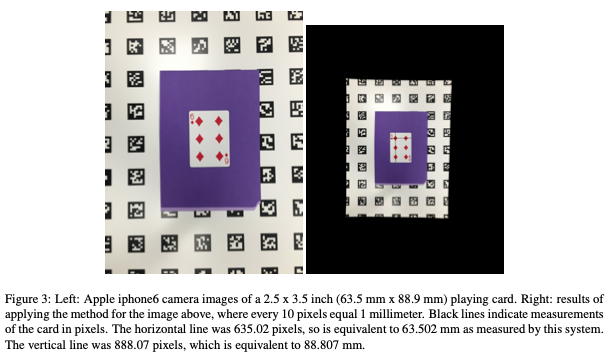 Figure 3: Left: Apple iphone6 camera images of a 2.5 x 3.5 inch (63.5 mm x 88.9 mm) playing card. Right: results of
applying the method for the image above, where every 10 pixels equal 1 millimeter. Black lines indicate measurements
of the card in pixels. The horizontal line was 635.02 pixels, so is equivalent to 63.502 mm as measured by this system.
The vertical line was 888.07 pixels, which is equivalent to 88.807 mm.